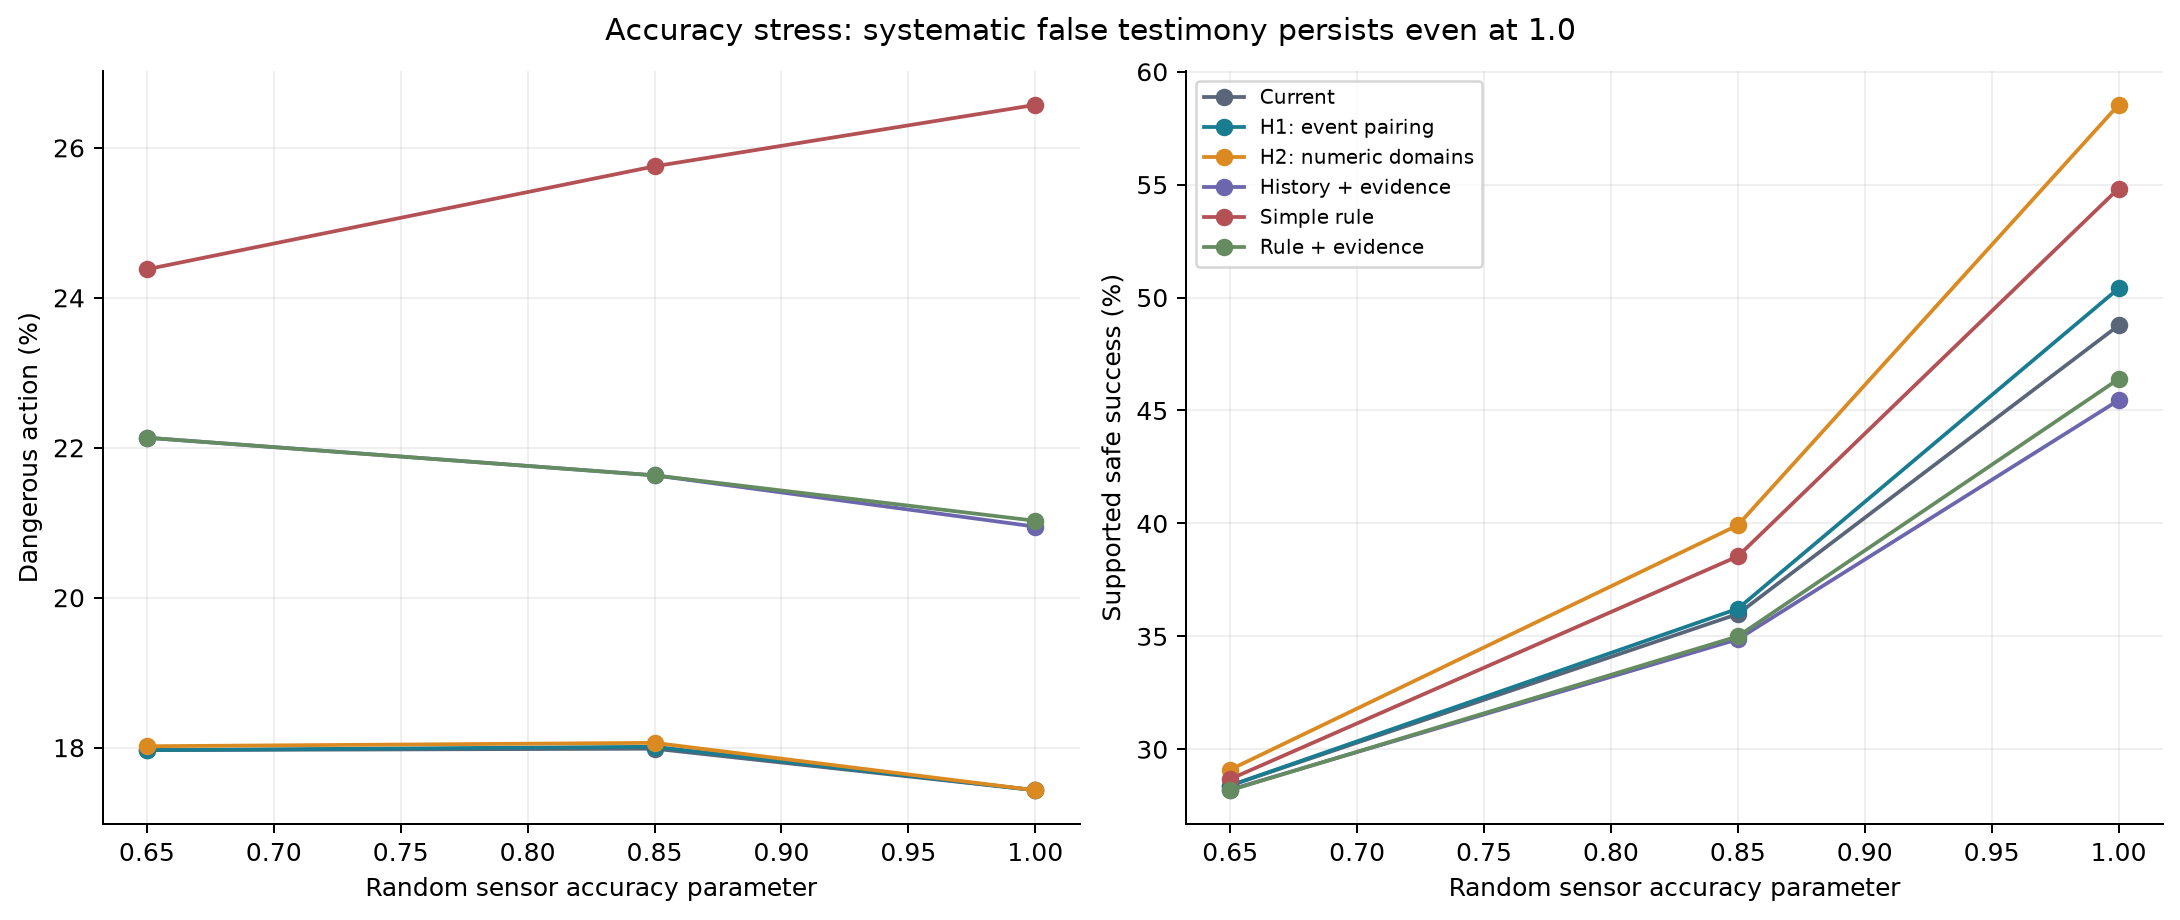 Accuracy stress: systematic false testimony persists even at 1.0
Dangerous action (%)
26
24
22
20
18
0.65 0.70 0.75 0.80 0.85 0.90 0.95 1.00
Random sensor accuracy parameter
Supported safe success (%)
60
55
50
45
40
35
30
Current
H1: event pairing
H2: numeric domains
History + evidence
Simple rule
Rule + evidence
0.65 0.70 0.75 0.80 0.85 0.90 0.95 1.00
Random sensor accuracy parameter